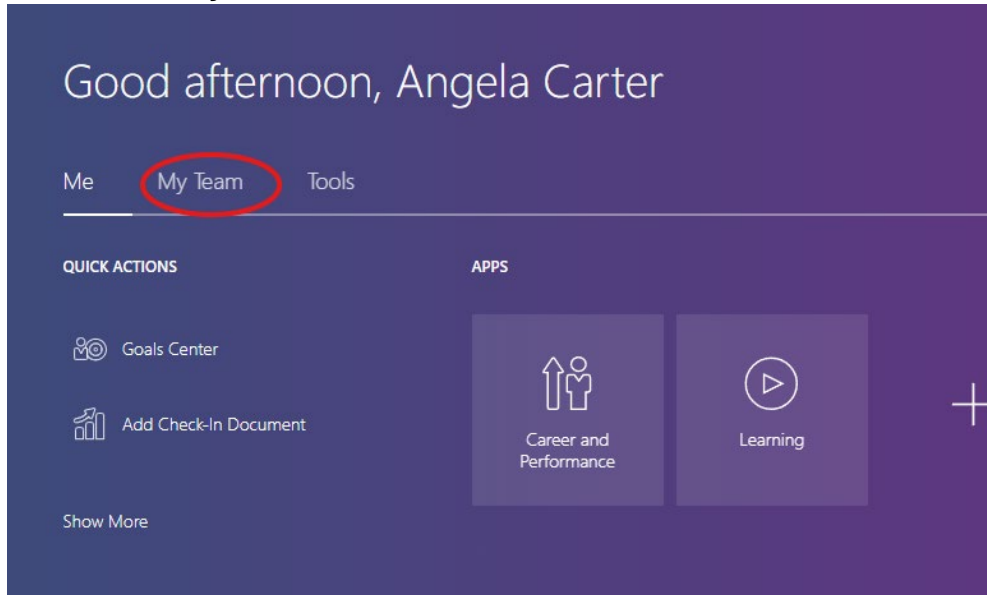 Good afternoon, Angela Carter
Me My Team Tools
QUICK ACTIONS
Goals Center
Add Check-In Document
Show More
APPS
Career and
Performance
Learning